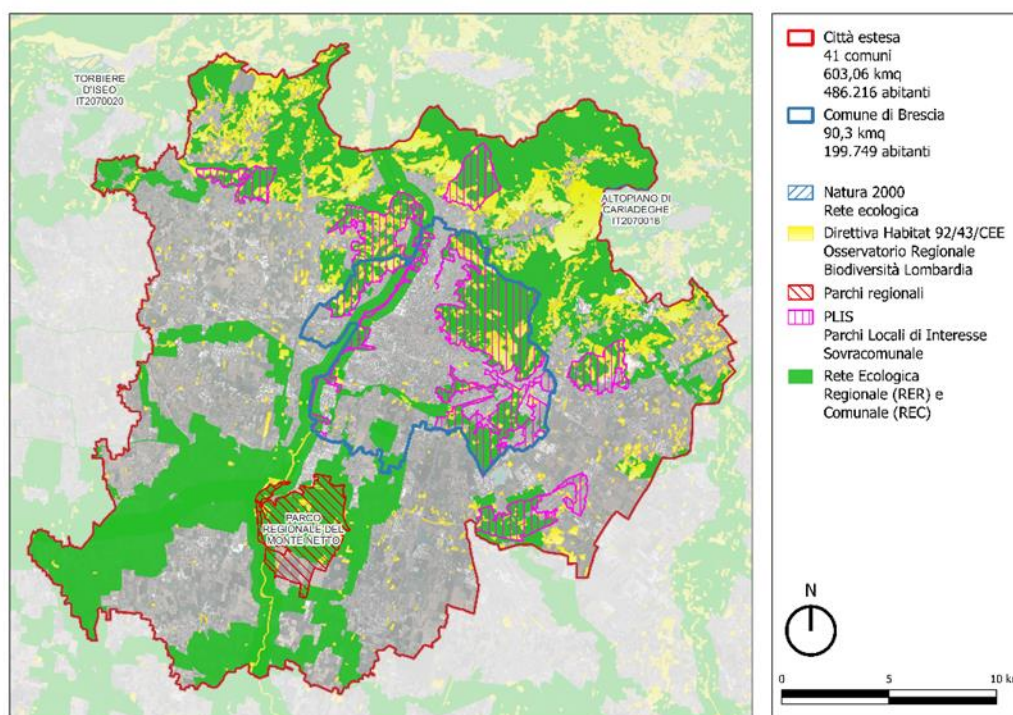 TORBIERE
D'ISEO
IT2070020
ALTOPIANO DI
CARIADEGHE
IT2070018
PARCO
REGIONALE DEL
MONTE NETTO
Città estesa
41 comuni
603,06 kmq
486.216 abitanti
Comune di Brescia
90,3 kmq
199.749 abitanti
Natura 2000
Rete ecologica
Direttiva Habitat 92/43/CEE
Osservatorio Regionale
Biodiversità Lombardia
Parchi regionali
PLIS
Parchi Locali di Interesse
Sovracomunale
Rete Ecologica
Regionale (RER) e
Comunale (REC)
N
0 5 10 km